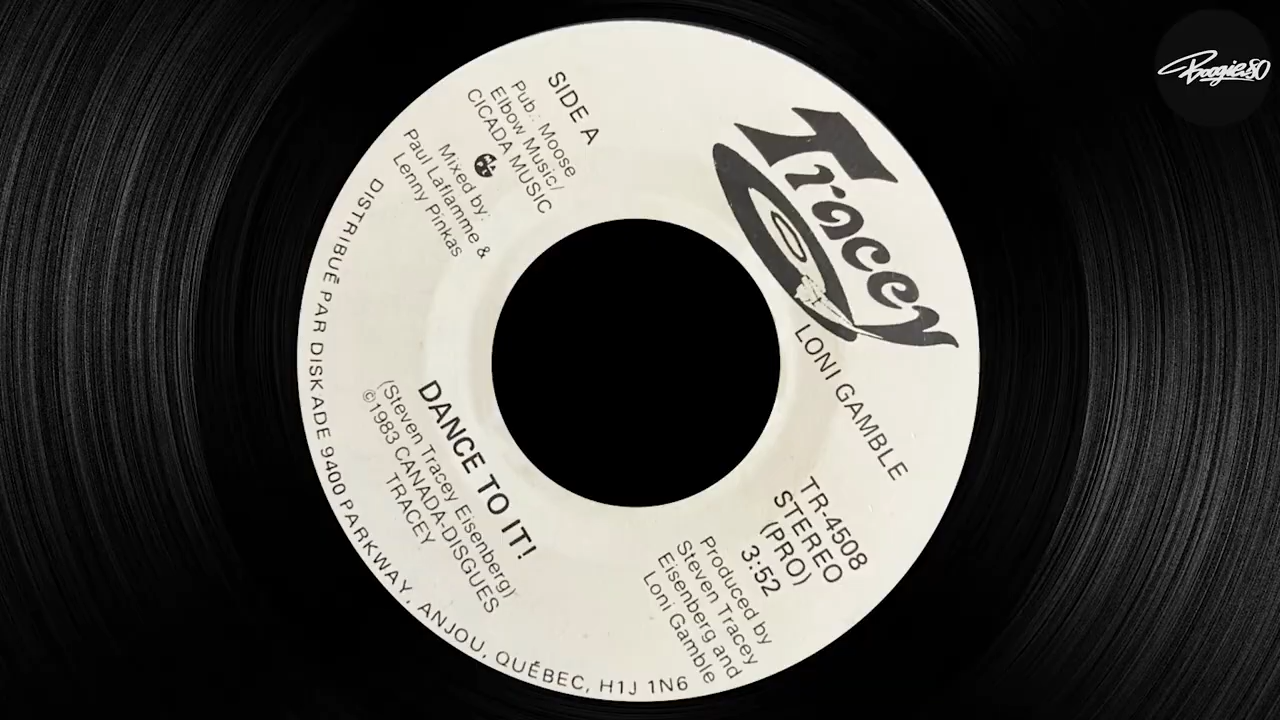 Boogie80
Tracey
SIDE A
Pub.: Moose
Elbow Music/
CICADA MUSIC
Mixed by:
Paul Laflamme &
Lenny Pinkas
LONI GAMBLE
TR-4508
STEREO
(PRO)
3:52
Produced by
Steven Tracey
Eisenberg and
Loni Gamble
DANCE TO IT!
(Steven Tracey Eisenberg)
©1983 CANADA-DISGUES
TRACEY
DISTRIBUÉ PAR DISKADE 9400 PARKWAY, ANJOU, QUÉBEC, H1J 1N6